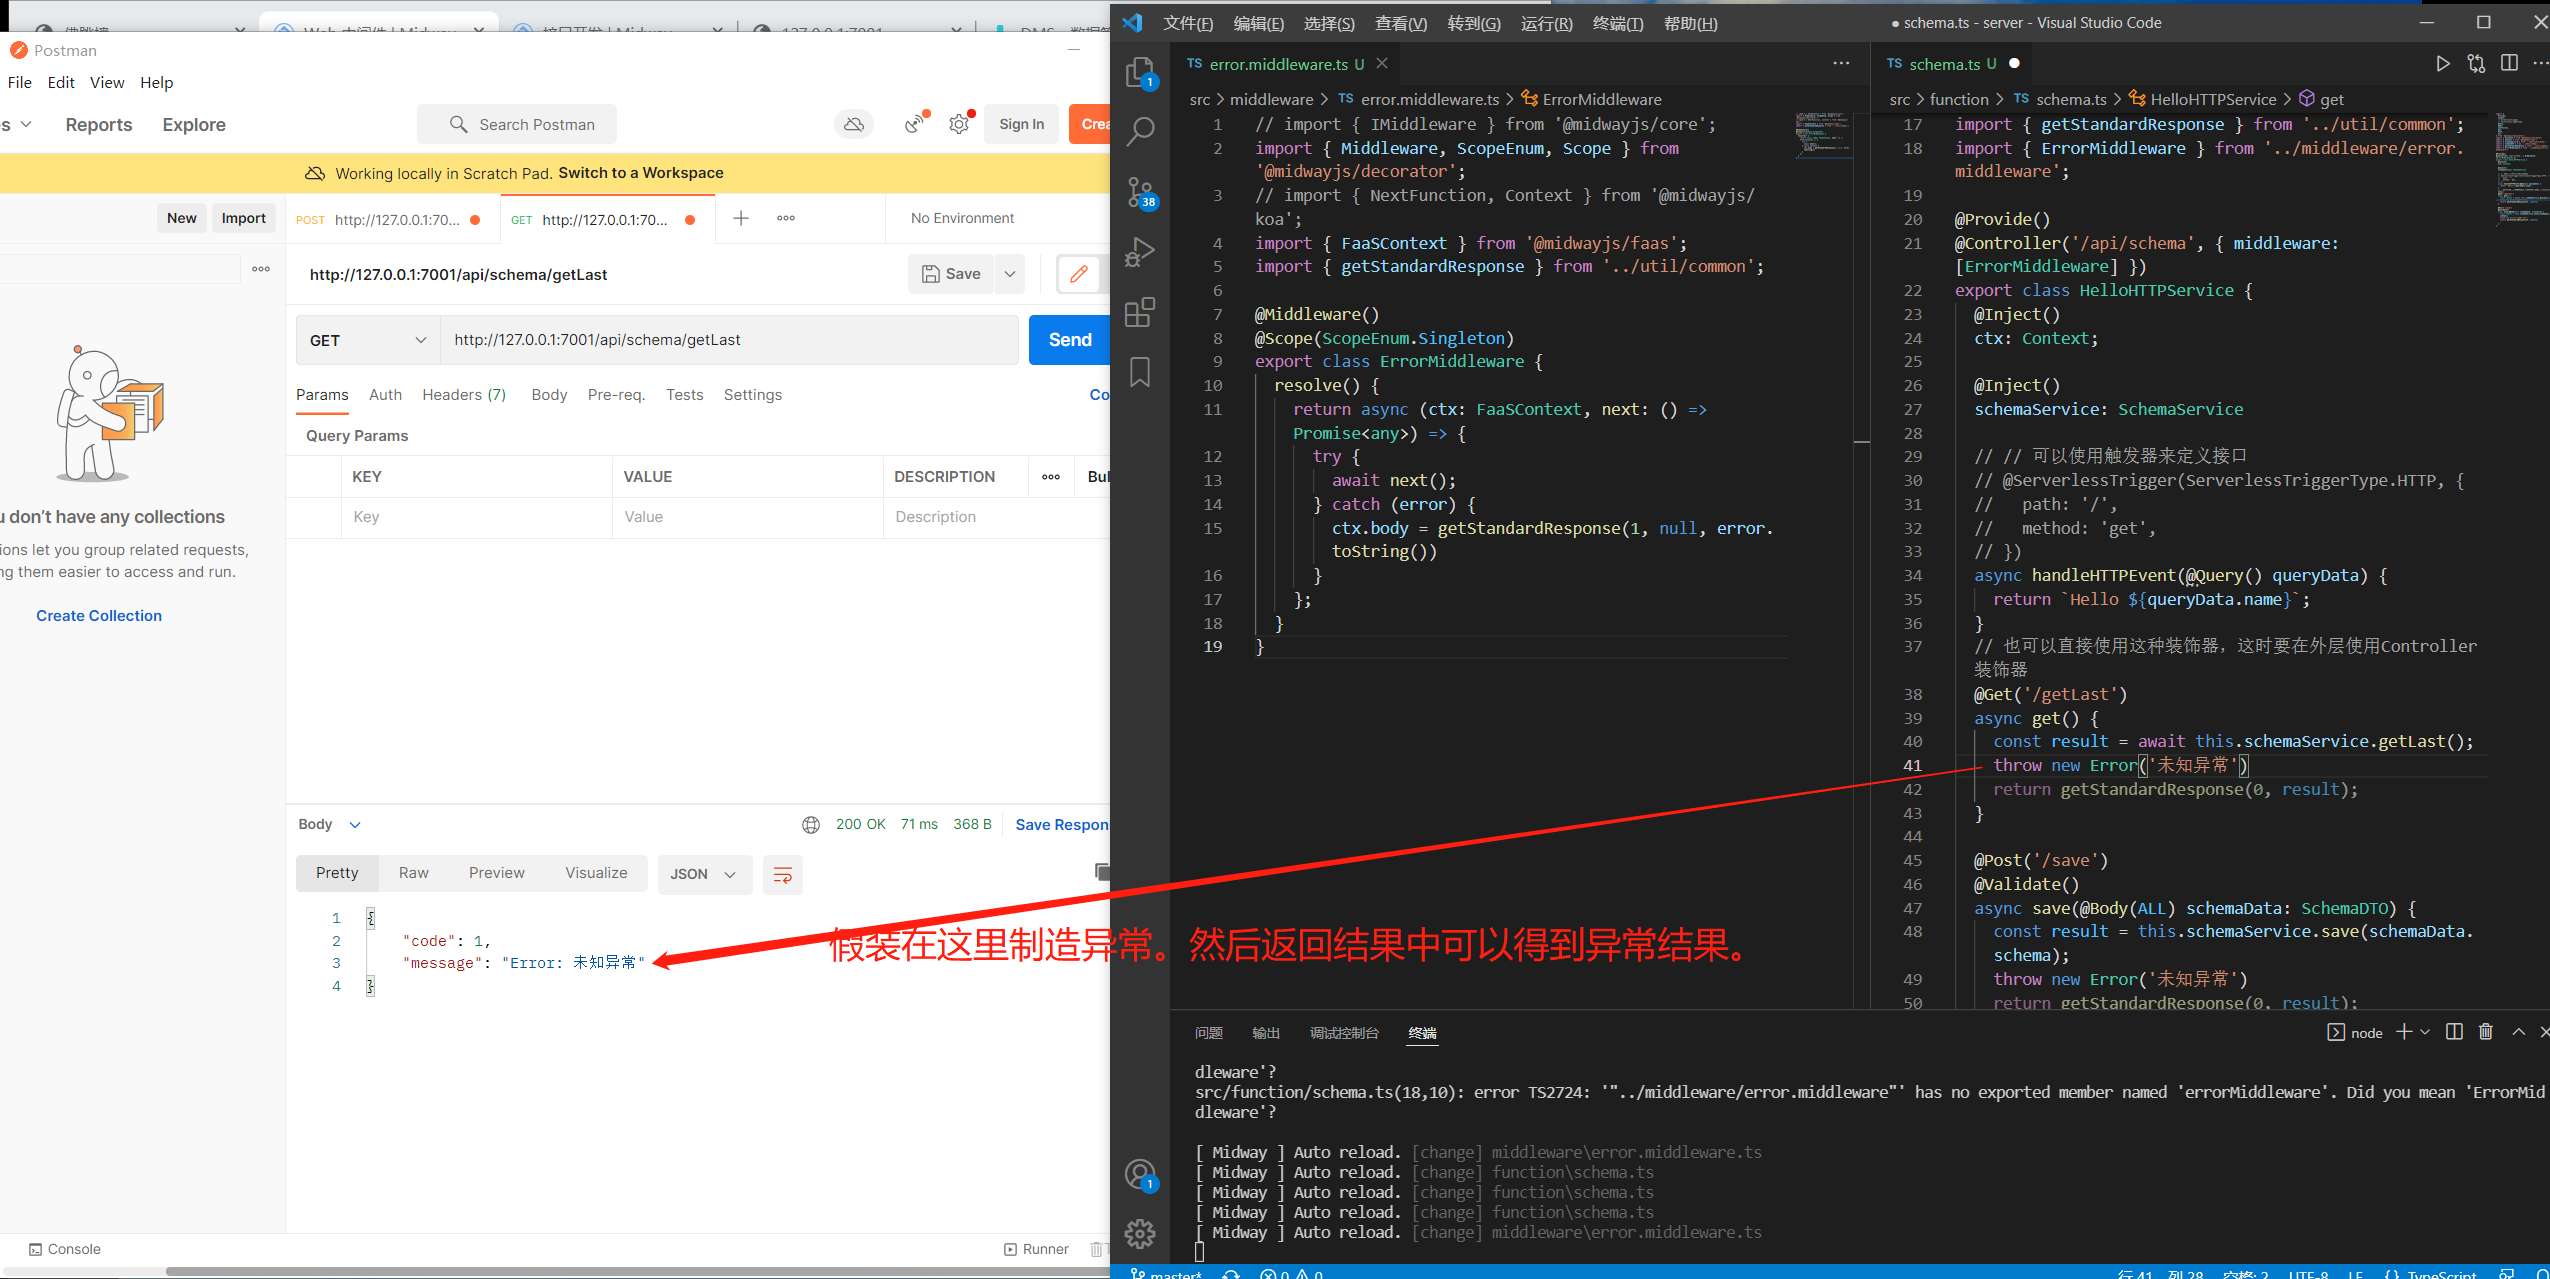 Postman
File Edit View Help
Reports Explore
Search Postman
Sign In
Working locally in Scratch Pad. Switch to a Workspace
New Import
POST http://127.0.0.1:70...
GET http://127.0.0.1:70...
No Environment
http://127.0.0.1:7001/api/schema/getLast
Save
GET
http://127.0.0.1:7001/api/schema/getLast
Send
Params Auth Headers (7) Body Pre-req. Tests Settings
Query Params
KEY VALUE DESCRIPTION
Key Value Description
don't have any collections
let you group related requests,
them easier to access and run.
Create Collection
Body
200 OK 71 ms 368 B Save Respon
Pretty Raw Preview Visualize JSON
1 {
2 "code": 1,
3 "message": "Error: 未知异常"
4 }
假装在这里制造异常。然后返回结果中可以得到异常结果。
Console
Runner
文件(F) 编辑(E) 选择(S) 查看(V) 转到(G) 运行(R) 终端(T) 帮助(H)
● schema.ts - server - Visual Studio Code
TS error.middleware.ts U
src > middleware > TS error.middleware.ts > ErrorMiddleware
1 // import { IMiddleware } from '@midwayjs/core';
2 import { Middleware, ScopeEnum, Scope } from
'@midwayjs/decorator';
3 // import { NextFunction, Context } from '@midwayjs/
koa';
4 import { FaaSContext } from '@midwayjs/faas';
5 import { getStandardResponse } from '../util/common';
6
7 @Middleware()
8 @Scope(ScopeEnum.Singleton)
9 export class ErrorMiddleware {
10 resolve() {
11 return async (ctx: FaaSContext, next: () =>
Promise<any>) => {
12 try {
13 await next();
14 } catch (error) {
15 ctx.body = getStandardResponse(1, null, error.
toString())
16 }
17 };
18 }
19 }
TS schema.ts U ●
src > function > TS schema.ts > HelloHTTPService > get
17 import { getStandardResponse } from '../util/common';
18 import { ErrorMiddleware } from '../middleware/error.
middleware';
19
20 @Provide()
21 @Controller('/api/schema', { middleware:
[ErrorMiddleware] })
22 export class HelloHTTPService {
23 @Inject()
24 ctx: Context;
25
26 @Inject()
27 schemaService: SchemaService
28
29 // // 可以使用触发器来定义接口
30 // @ServerlessTrigger(ServerlessTriggerType.HTTP, {
31 // path: '/',
32 // method: 'get',
33 // })
34 async handleHTTPEvent(@Query() queryData) {
35 return `Hello ${queryData.name}`;
36 }
37 // 也可以直接使用这种装饰器，这时要在外层使用Controller
装饰器
38 @Get('/getLast')
39 async get() {
40 const result = await this.schemaService.getLast();
41 throw new Error('未知异常')
42 return getStandardResponse(0, result);
43 }
44
45 @Post('/save')
46 @Validate()
47 async save(@Body(ALL) schemaData: SchemaDTO) {
48 const result = this.schemaService.save(schemaData.
schema);
49 throw new Error('未知异常')
50 return getStandardResponse(0, result);
问题 输出 调试控制台 终端
node
dleware'?
src/function/schema.ts(18,10): error TS2724: '"../middleware/error.middleware"' has no exported member named 'errorMiddleware'. Did you mean 'ErrorMid
dleware'?
[ Midway ] Auto reload. [change] middleware\error.middleware.ts
[ Midway ] Auto reload. [change] function\schema.ts
[ Midway ] Auto reload. [change] function\schema.ts
[ Midway ] Auto reload. [change] function\schema.ts
[ Midway ] Auto reload. [change] middleware\error.middleware.ts
master* 0 0 行 41, 列 28 空格: 2 UTF-8 LF {} TypeScript